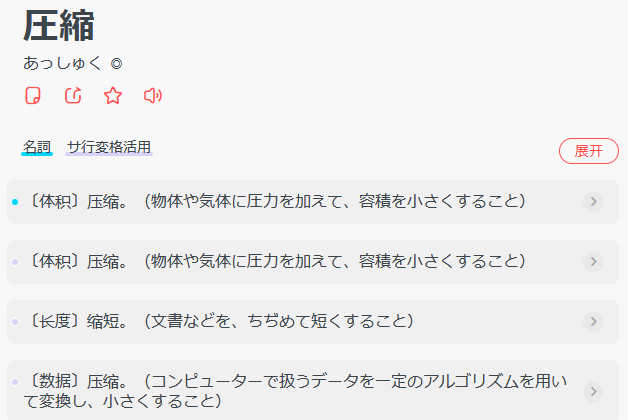 圧縮
あっしゅく ◎
名詞 サ行変格活用
展开
〔体积〕压缩。（物体や気体に圧力を加えて、容積を小さくすること）
〔体积〕压缩。（物体や気体に圧力を加えて、容積を小さくすること）
〔长度〕缩短。（文書などを、ちぢめて短くすること）
〔数据〕压缩。（コンピューターで扱うデータを一定のアルゴリズムを用い
て変換し、小さくすること）